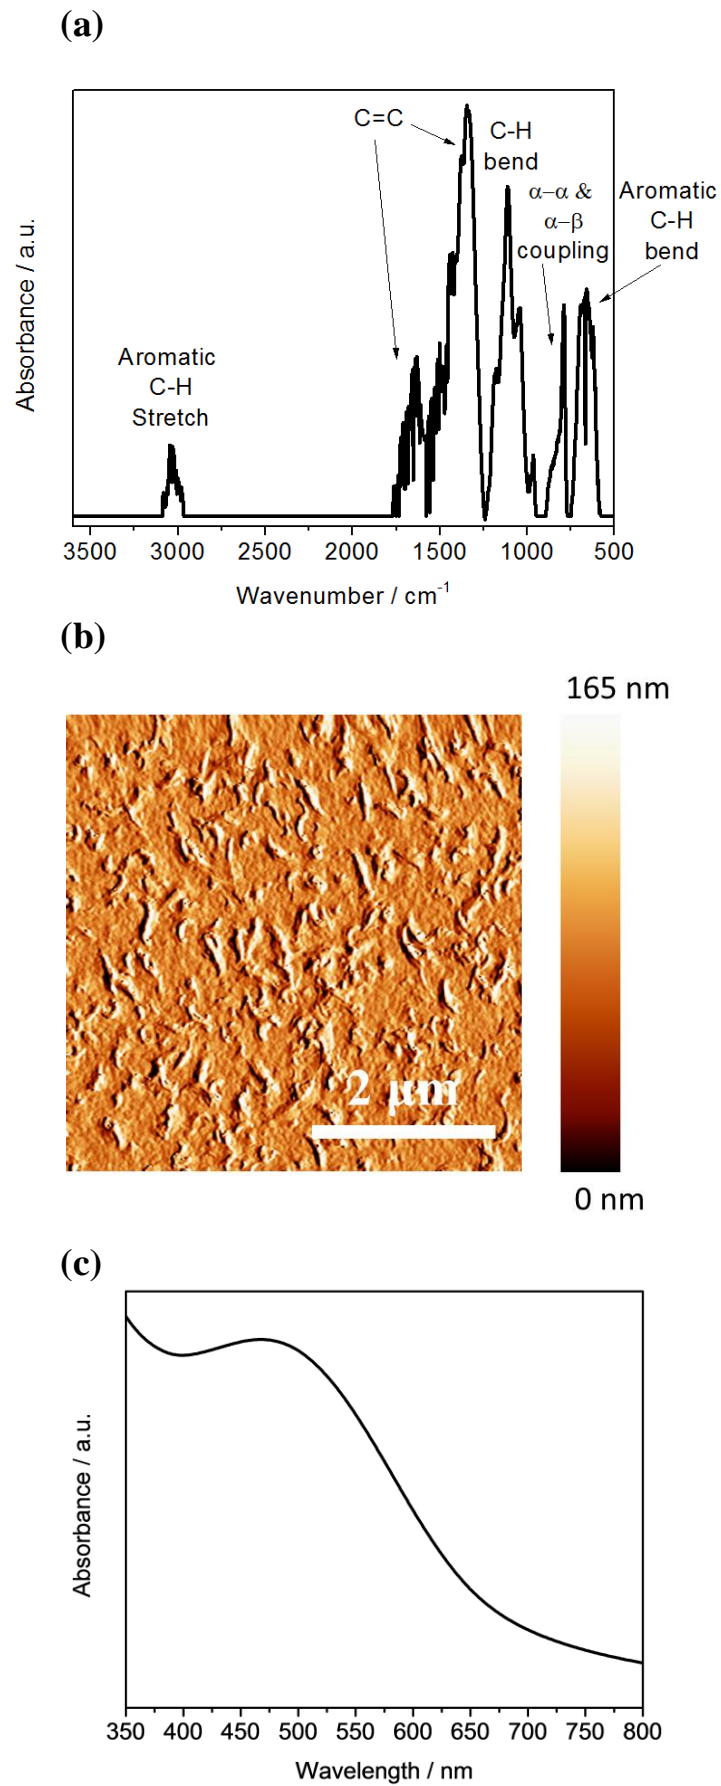 (a)
C=C
C-H
bend
α−α &
α−β
coupling
Aromatic
C-H
bend
Aromatic
C-H
Stretch
Absorbance / a.u.
3500 3000 2500 2000 1500 1000 500
Wavenumber / cm-1
(b)
165 nm
2 μm
0 nm
(c)
Absorbance / a.u.
350 400 450 500 550 600 650 700 750 800
Wavelength / nm